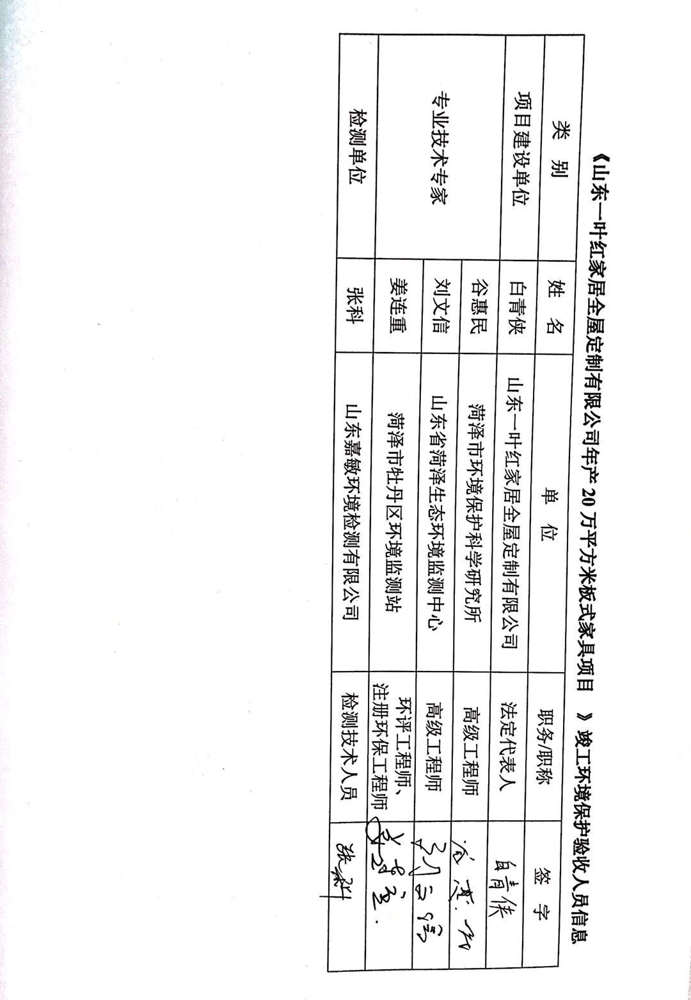 《山东一叶红家居全屋定制有限公司年产 20 万平方米板式家具项目 》竣工环境保护验收人员信息
类 别 姓 名 单 位 职务/职称 签 字
项目建设单位 白青侠 山东一叶红家居全屋定制有限公司 法定代表人 白青侠
专业技术专家 谷惠民 菏泽市环境保护科学研究所 高级工程师 谷惠民
刘文信 山东省菏泽生态环境监测中心 高级工程师 刘文信
姜连重 菏泽市牡丹区环境监测站 环评工程师、
注册环保工程师 姜连重
检测单位 张科 山东嘉敏环境检测有限公司 检测技术人员 张科